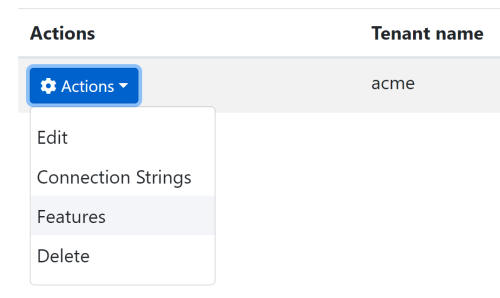 Actions Tenant name
Actions acme
Edit
Connection Strings
Features
Delete